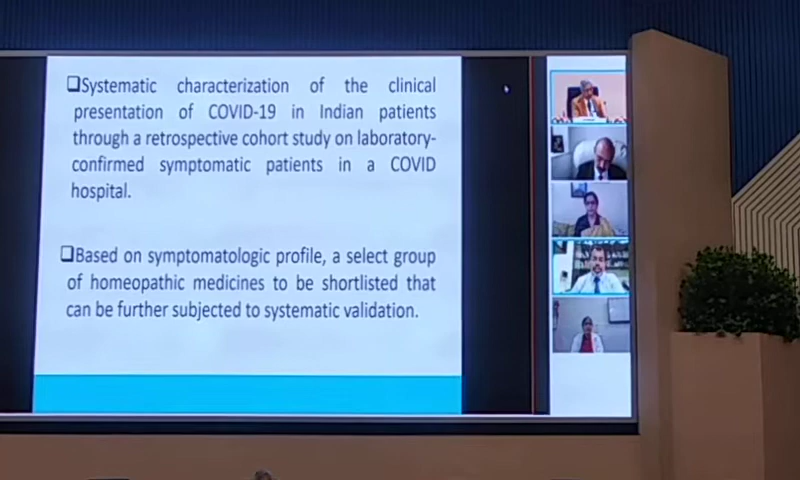 ❑Systematic characterization of the clinical
presentation of COVID-19 in Indian patients
through a retrospective cohort study on laboratory-
confirmed symptomatic patients in a COVID
hospital.
❑Based on symptomatologic profile, a select group
of homeopathic medicines to be shortlisted that
can be further subjected to systematic validation.